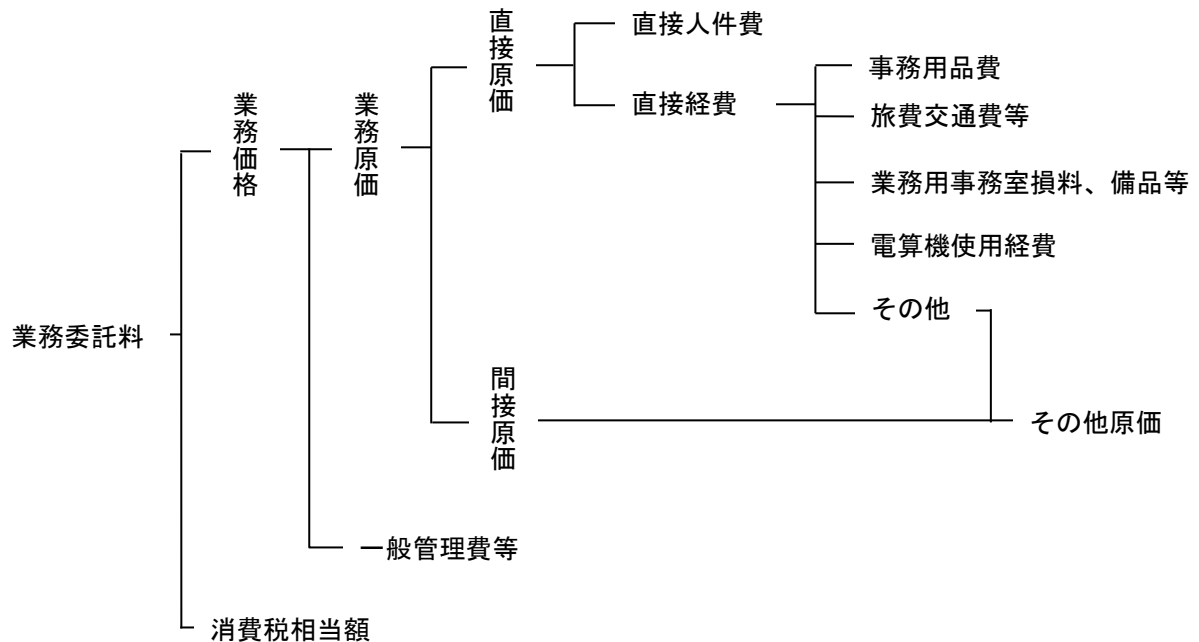 業務委託料
業務価格
業務原価
直接原価
直接人件費
直接経費
事務用品費
旅費交通費等
業務用事務室損料、備品等
電算機使用経費
その他
間接原価
その他原価
一般管理費等
消費税相当額